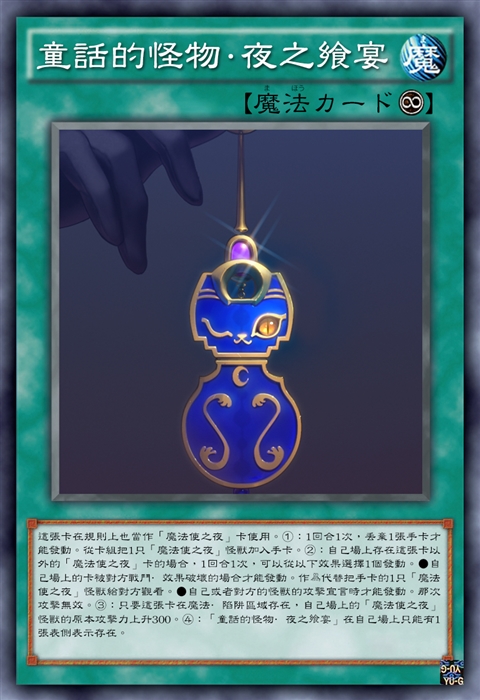 童話的怪物·夜之饗宴 魔
ま ほう
【魔法カード】
這張卡在規則上也當作「魔法使之夜」卡使用。①：1回合1次，丟棄1張手卡才
能發動。從卡組把1只「魔法使之夜」怪獸加入手卡。②：自己場上存在這張卡以
外的「魔法使之夜」卡的場合，1回合1次，可以從以下效果選擇1個發動。●自
己場上的卡被對方戰鬥·效果破壞的場合才能發動。作為代替把手卡的1只「魔法
使之夜」怪獸給對方觀看。●自己或者對方的怪獸的攻擊宣言時才能發動。那次
攻擊無效。③：只要這張卡在魔法·陷阱區域存在，自己場上的「魔法使之夜」
怪獸的原本攻擊力上升300。④：「童話的怪物·夜之饗宴」在自己場上只能有1
張表側表示存在。
YU-G
YU-G